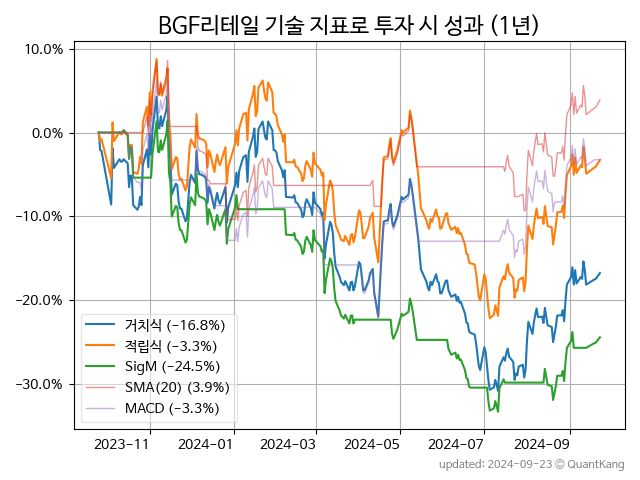 BGF리테일 기술 지표로 투자 시 성과 (1년)
10.0%
0.0%
−10.0%
−20.0%
−30.0%
거치식 (−16.8%)
적립식 (−3.3%)
SigM (−24.5%)
SMA(20) (3.9%)
MACD (−3.3%)
2023−11 2024−01 2024−03 2024−05 2024−07 2024−09
updated: 2024−09−23 © QuantKang